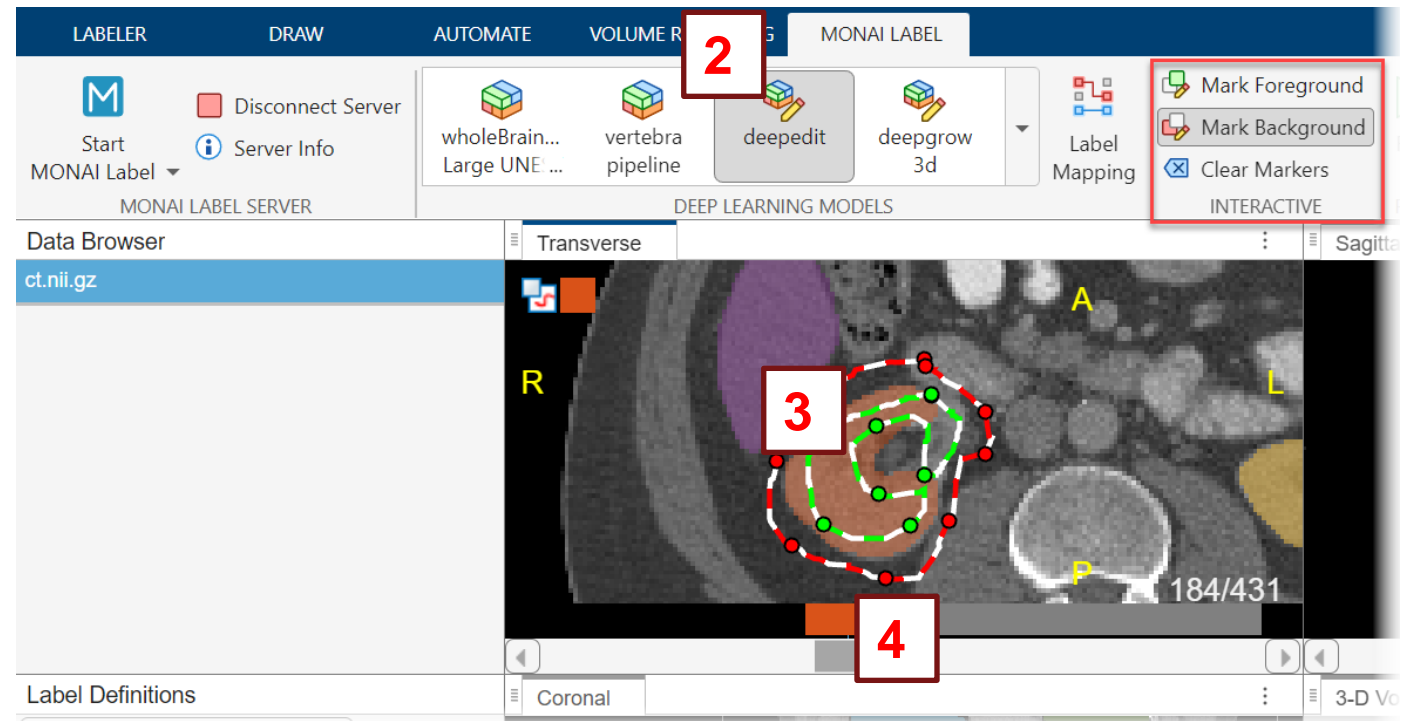 LABELER DRAW AUTOMATE VOLUME R G MONAI LABEL
2
Start
MONAI Label
Disconnect Server
Server Info
MONAI LABEL SERVER
wholeBrain...
Large UNE ...
vertebra
pipeline
deepedit
deepgrow
3d
DEEP LEARNING MODELS
Label
Mapping
Mark Foreground
Mark Background
Clear Markers
INTERACTIVE
Data Browser
ct.nii.gz
Transverse
Sagitta
A
R
L
3
P
184/431
4
Label Definitions
Coronal
3-D Vo